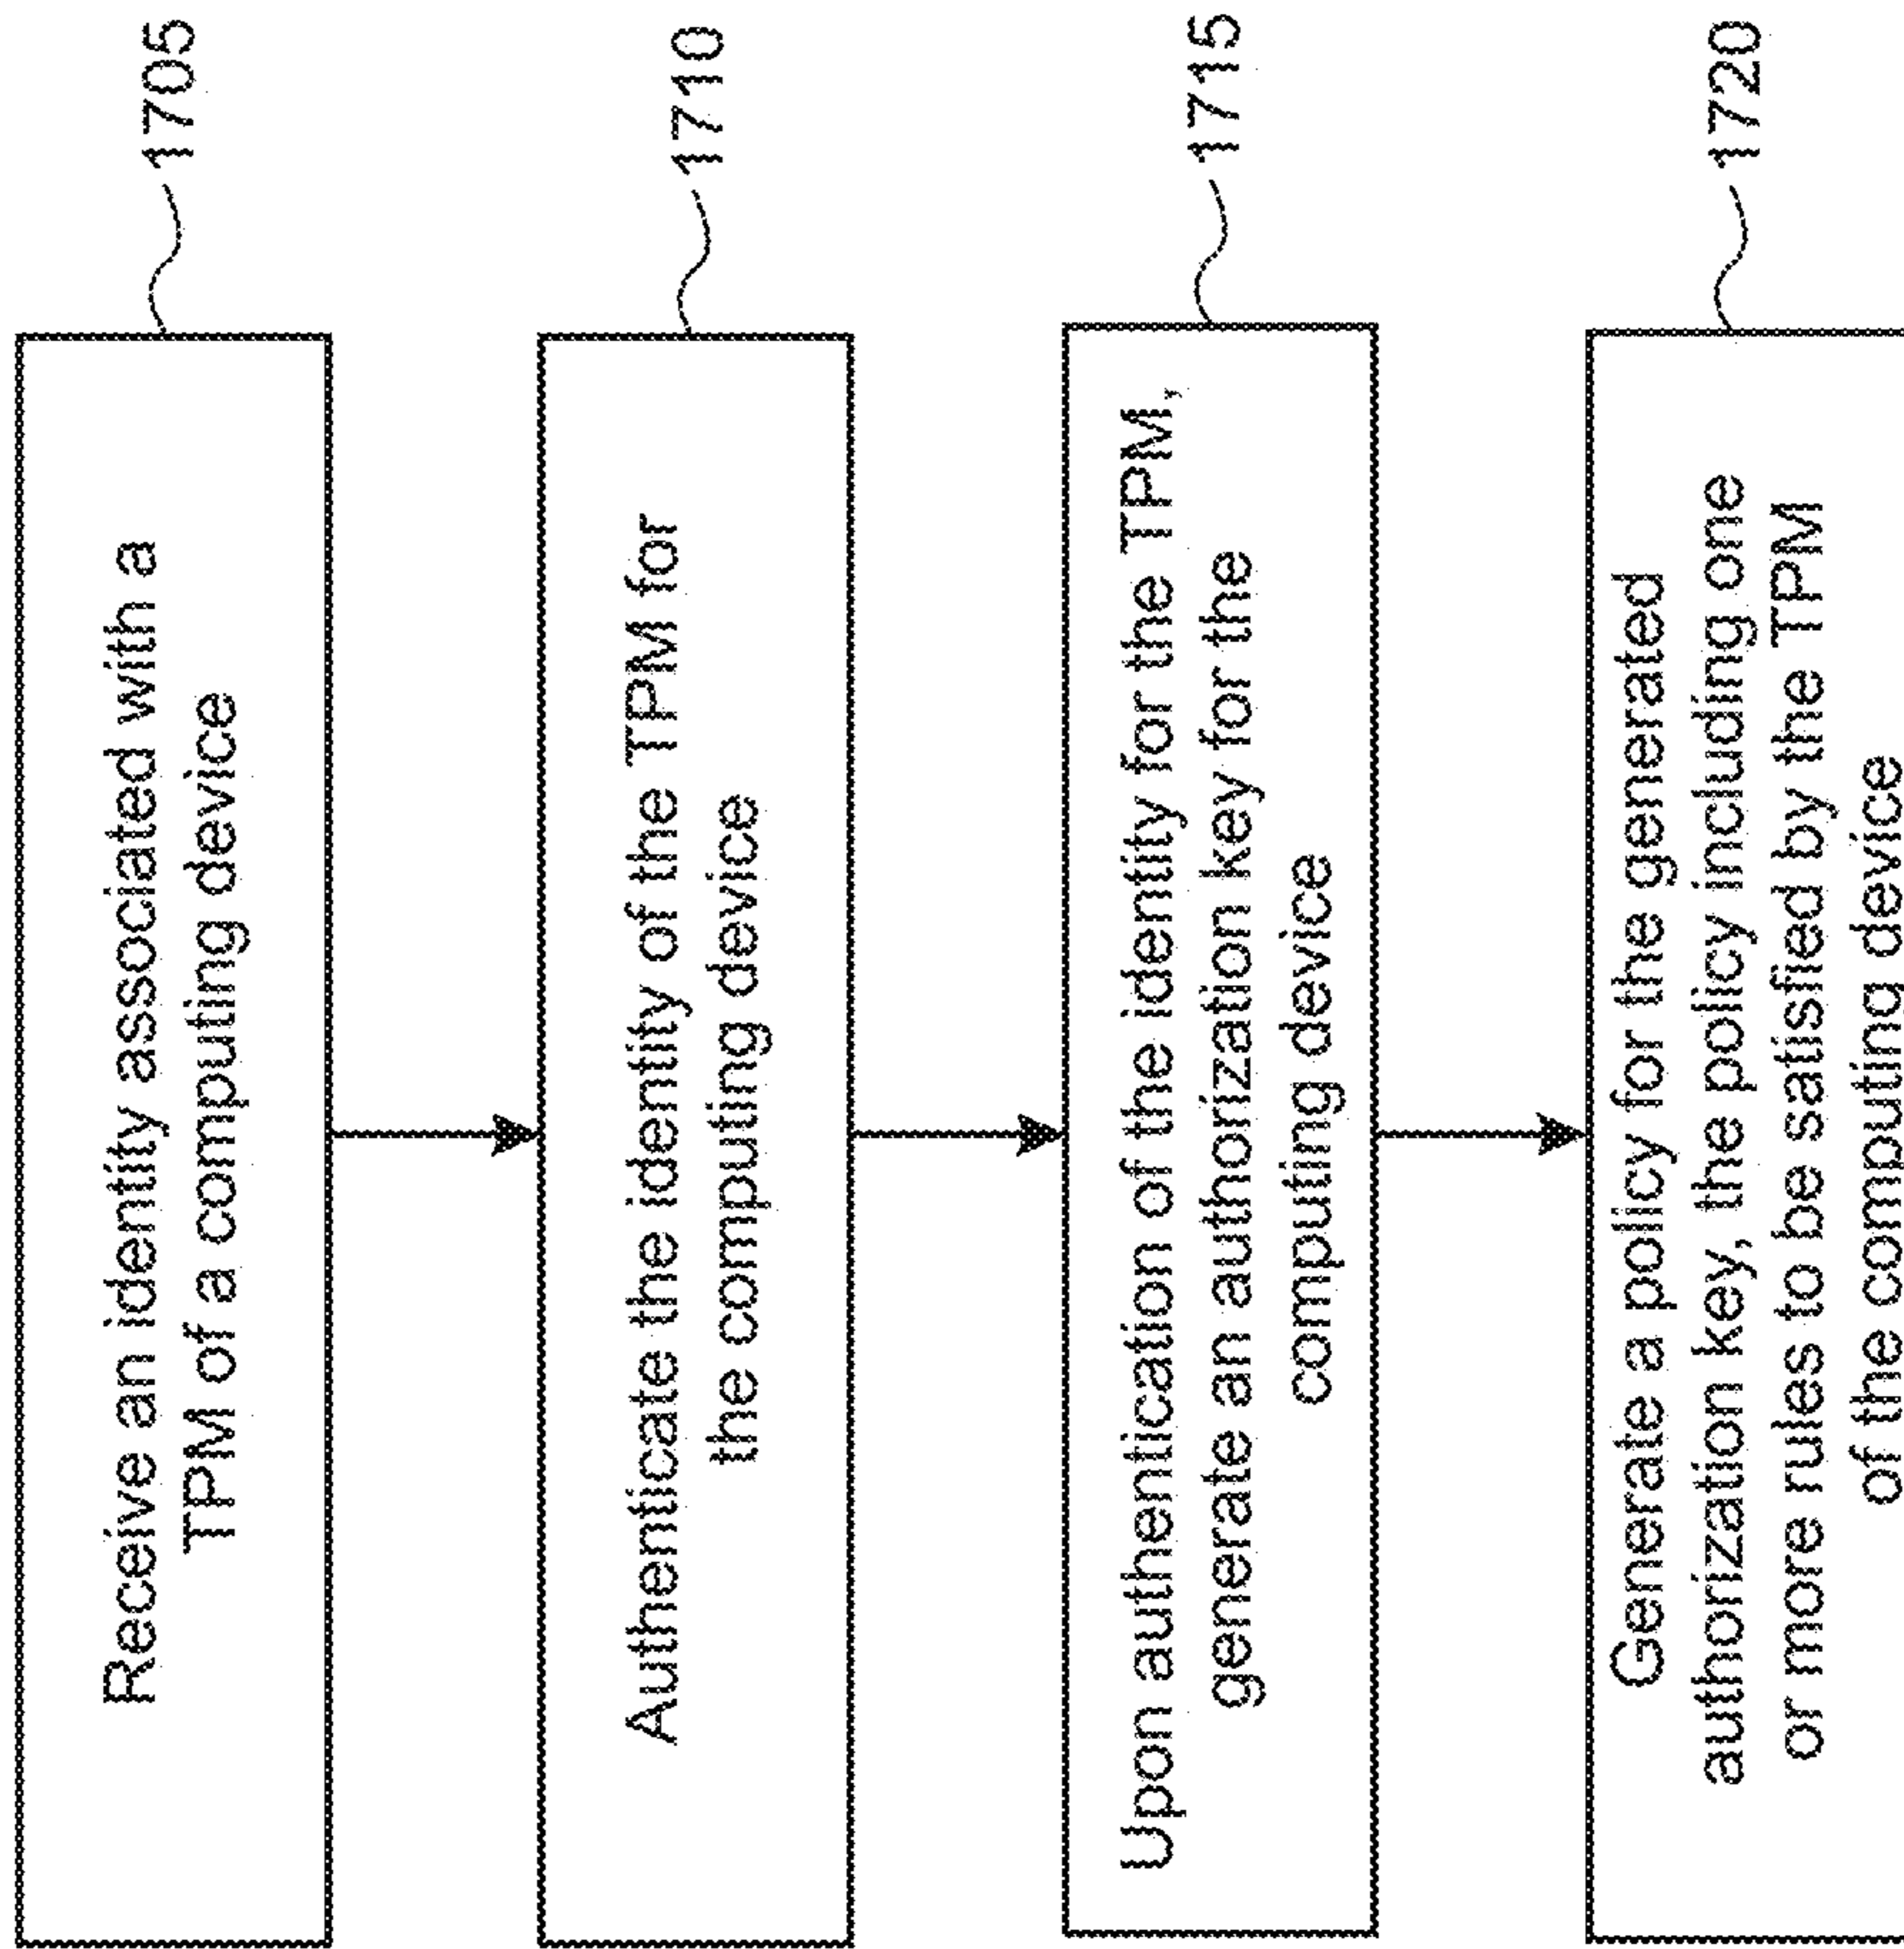 Receive an identity associated with a
TPM of a computing device
1705
Authenticate the identity of the TPM for
the computing device
1710
Upon authentication of the identity for the TPM,
generate an authorization key for the
computing device
1715
Generate a policy for the generated
authorization key, the policy including one
or more rules to be satisfied by the TPM
of the computing device
1720